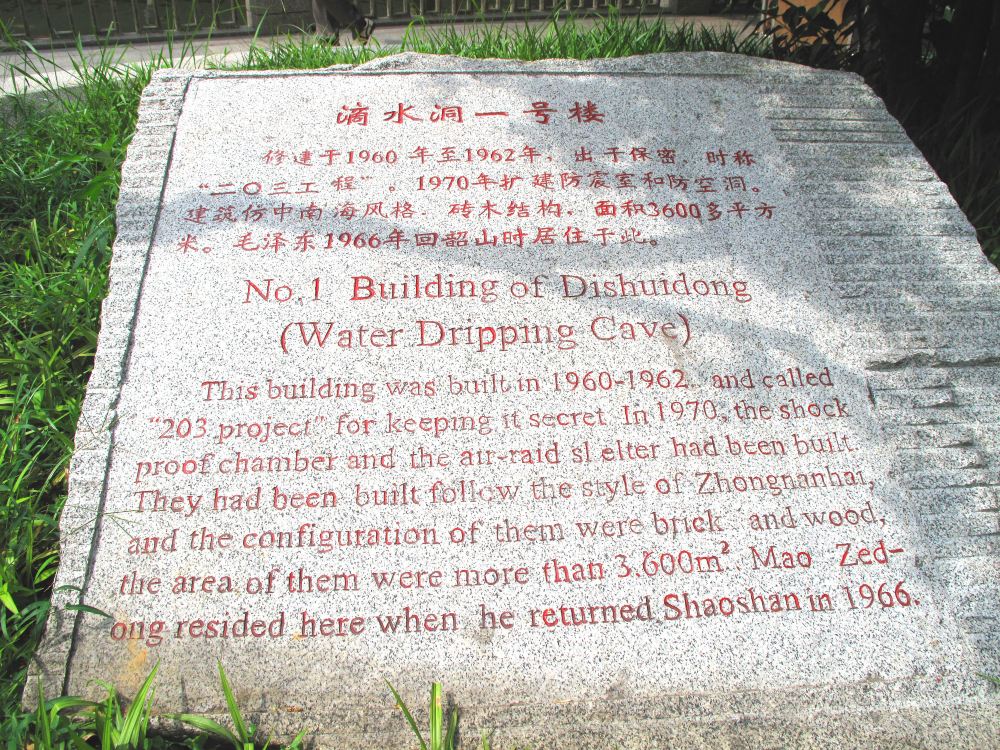 滴水洞一号楼
修建于1960年至1962年，出于保密，时称
“二〇三工程”。1970年扩建防震室和防空洞。
建筑仿中南海风格，砖木结构，面积3600多平方
米。毛泽东1966年回韶山时居住于此。
No.1 Building of Dishuidong
(Water Dripping Cave)
This building was built in 1960-1962, and called
“203 project” for keeping it secret In 1970, the shock
proof chamber and the air-raid sl elter had been built.
They had been built follow the style of Zhongnanhai,
and the configuration of them were brick and wood,
the area of them were more than 3.600m². Mao Zed-
ong resided here when he returned Shaoshan in 1966.